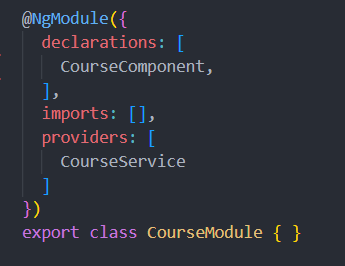 @NgModule({
  declarations: [
    CourseComponent,
  ],
  imports: [],
  providers: [
    CourseService
  ]
})
export class CourseModule { }